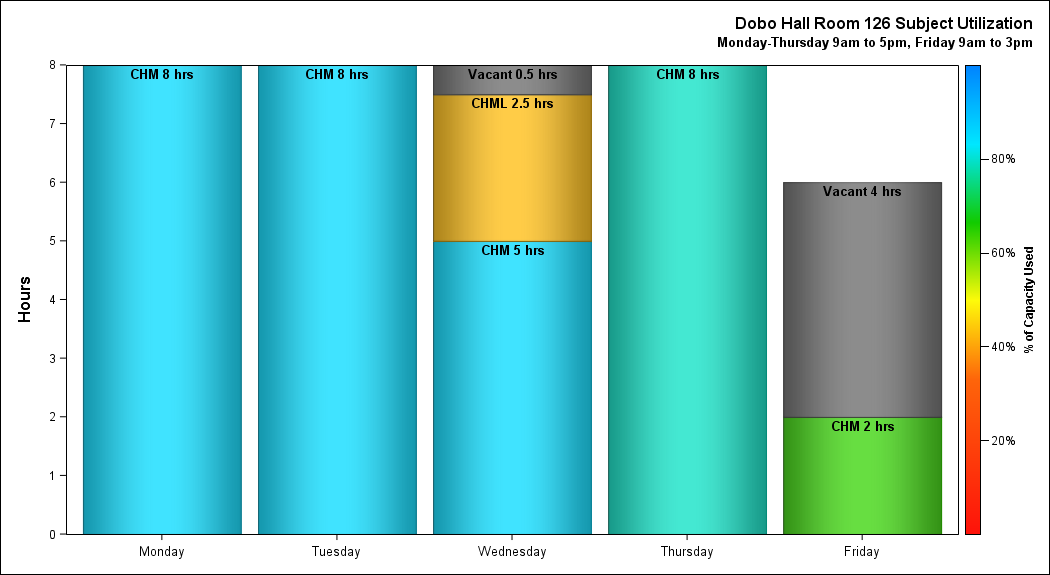 Dobo Hall Room 126 Subject Utilization
Monday-Thursday 9am to 5pm, Friday 9am to 3pm
Hours
8
7
6
5
4
3
2
1
0
CHM 8 hrs
CHM 8 hrs
Vacant 0.5 hrs
CHML 2.5 hrs
CHM 5 hrs
CHM 8 hrs
Vacant 4 hrs
CHM 2 hrs
Monday
Tuesday
Wednesday
Thursday
Friday
80%
60%
40%
20%
% of Capacity Used